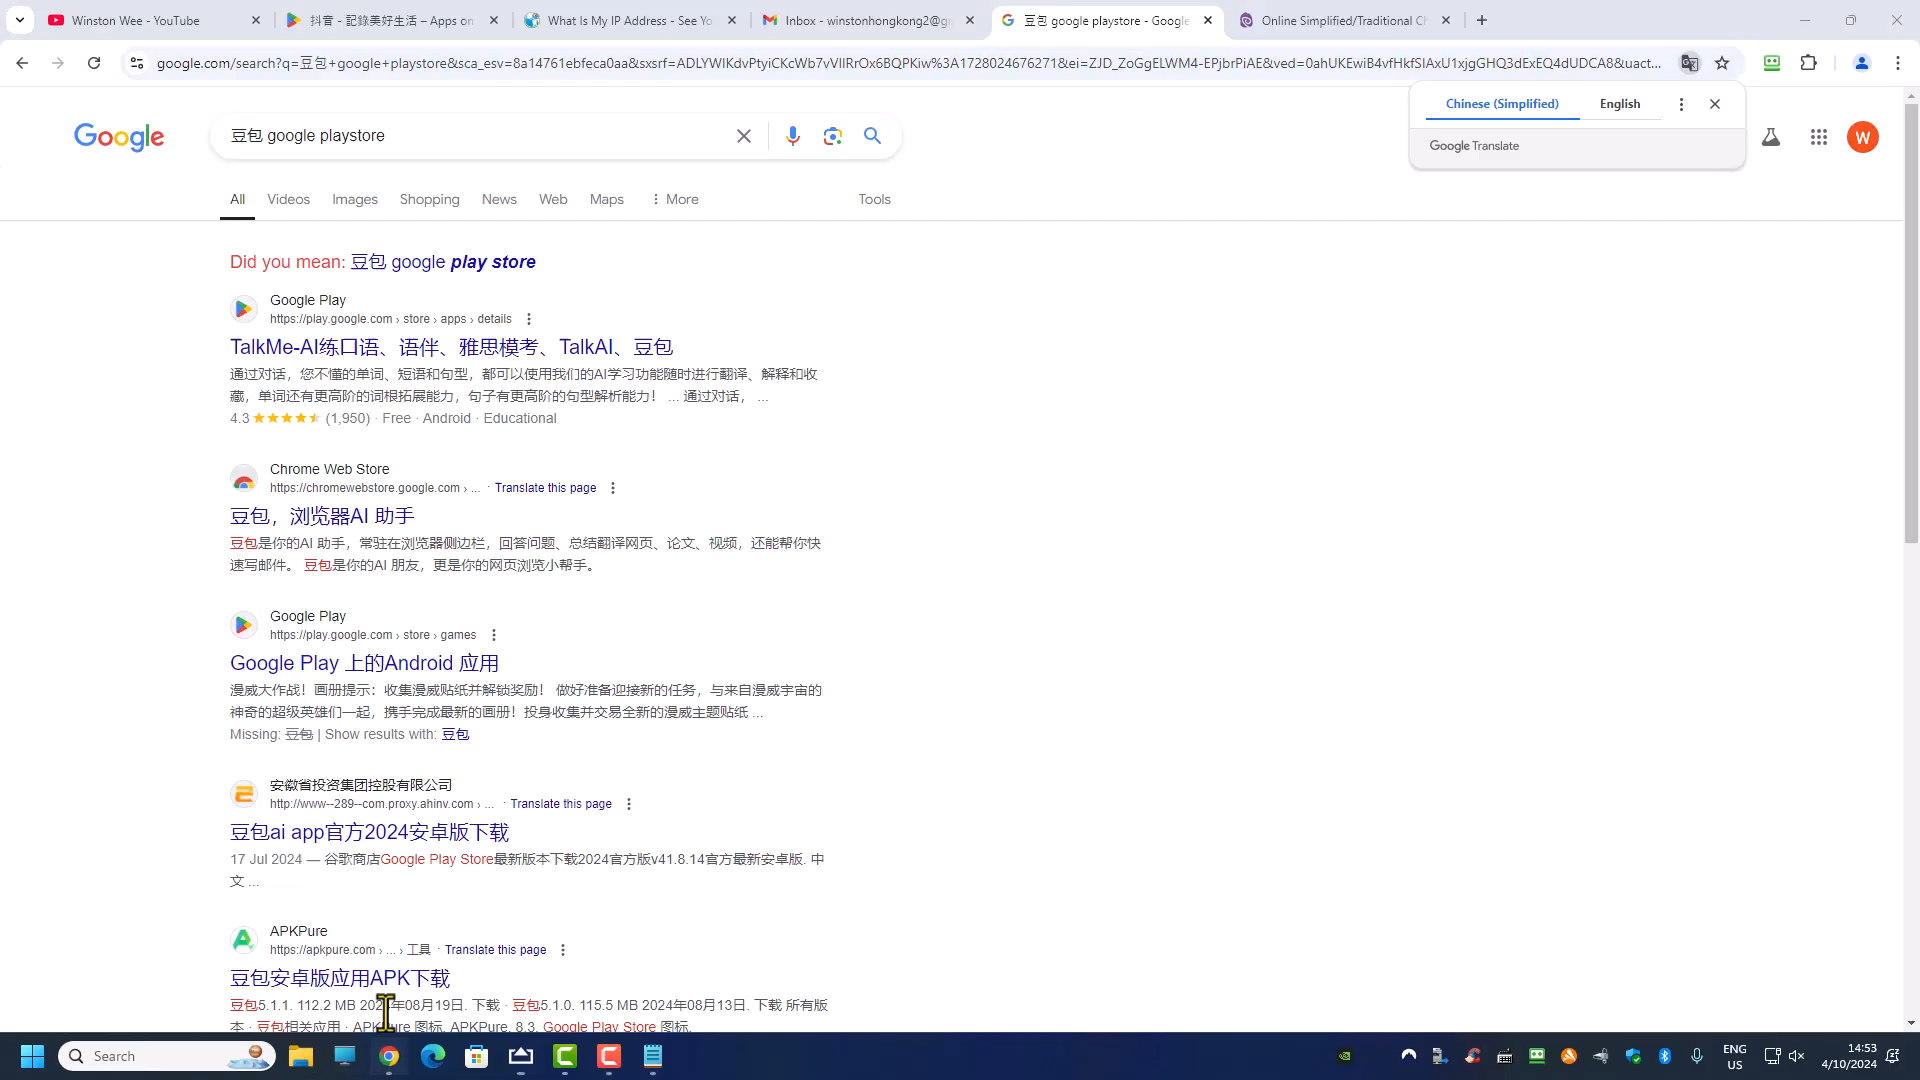 Winston Wee - YouTube
抖音 - 記錄美好生活 – Apps on
What Is My IP Address - See Yo
Inbox - winstonhongkong2@gm
豆包 google playstore - Google
Online Simplified/Traditional Ch
google.com/search?q=豆包+google+playstore&sca_esv=8a14761ebfeca0aa&sxsrf=ADLYWIKdvPtyiCKcWb7vVIIRrOx6BQPKiw%3A1728024676271&ei=ZJD_ZoGgELWM4-EPjbrPiAE&ved=0ahUKEwiB4vfHkfSIAxU1xjgGHQ3dExEQ4dUDCA8&uact...
Chinese (Simplified) English
Google Translate
Google
豆包 google playstore
W
All Videos Images Shopping News Web Maps More Tools
Did you mean: 豆包 google play store
Google Play
https://play.google.com › store › apps › details
TalkMe-AI练口语、语伴、雅思模考、TalkAI、豆包
通过对话，您不懂的单词、短语和句型，都可以使用我们的AI学习功能随时进行翻译、解释和收
藏，单词还有更高阶的词根拓展能力，句子有更高阶的句型解析能力！ ... 通过对话， ...
4.3 ★★★★★ (1,950) · Free · Android · Educational
Chrome Web Store
https://chromewebstore.google.com › ... · Translate this page
豆包，浏览器AI 助手
豆包是你的AI 助手，常驻在浏览器侧边栏，回答问题、总结翻译网页、论文、视频，还能帮你快
速写邮件。 豆包是你的AI 朋友，更是你的网页浏览小帮手。
Google Play
https://play.google.com › store › games
Google Play 上的Android 应用
漫威大作战！画册提示：收集漫威贴纸并解锁奖励！ 做好准备迎接新的任务，与来自漫威宇宙的
神奇的超级英雄们一起，携手完成最新的画册！投身收集并交易全新的漫威主题贴纸 ...
Missing: 豆包 | Show results with: 豆包
安徽省投资集团控股有限公司
http://www--289--com.proxy.ahinv.com › ... · Translate this page
豆包ai app官方2024安卓版下载
17 Jul 2024 — 谷歌商店Google Play Store最新版本下载2024官方版v41.8.14官方最新安卓版. 中
文 ...
APKPure
https://apkpure.com › ... › 工具 · Translate this page
豆包安卓版应用APK下载
豆包5.1.1. 112.2 MB 2024年08月19日. 下载 · 豆包5.1.0. 115.5 MB 2024年08月13日. 下载 所有版
本 · 豆包相关应用 · APKPure 图标. APKPure. 8.3. Google Play Store 图标.
Search
ENG
US
14:53
4/10/2024